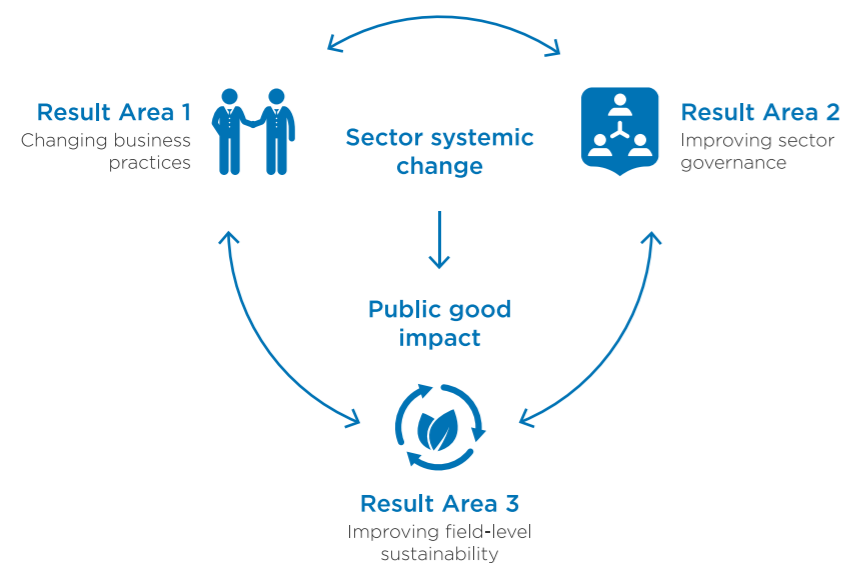 Result Area 1
Changing business
practices
Sector systemic
change
Result Area 2
Improving sector
governance
Public good
impact
Result Area 3
Improving field-level
sustainability